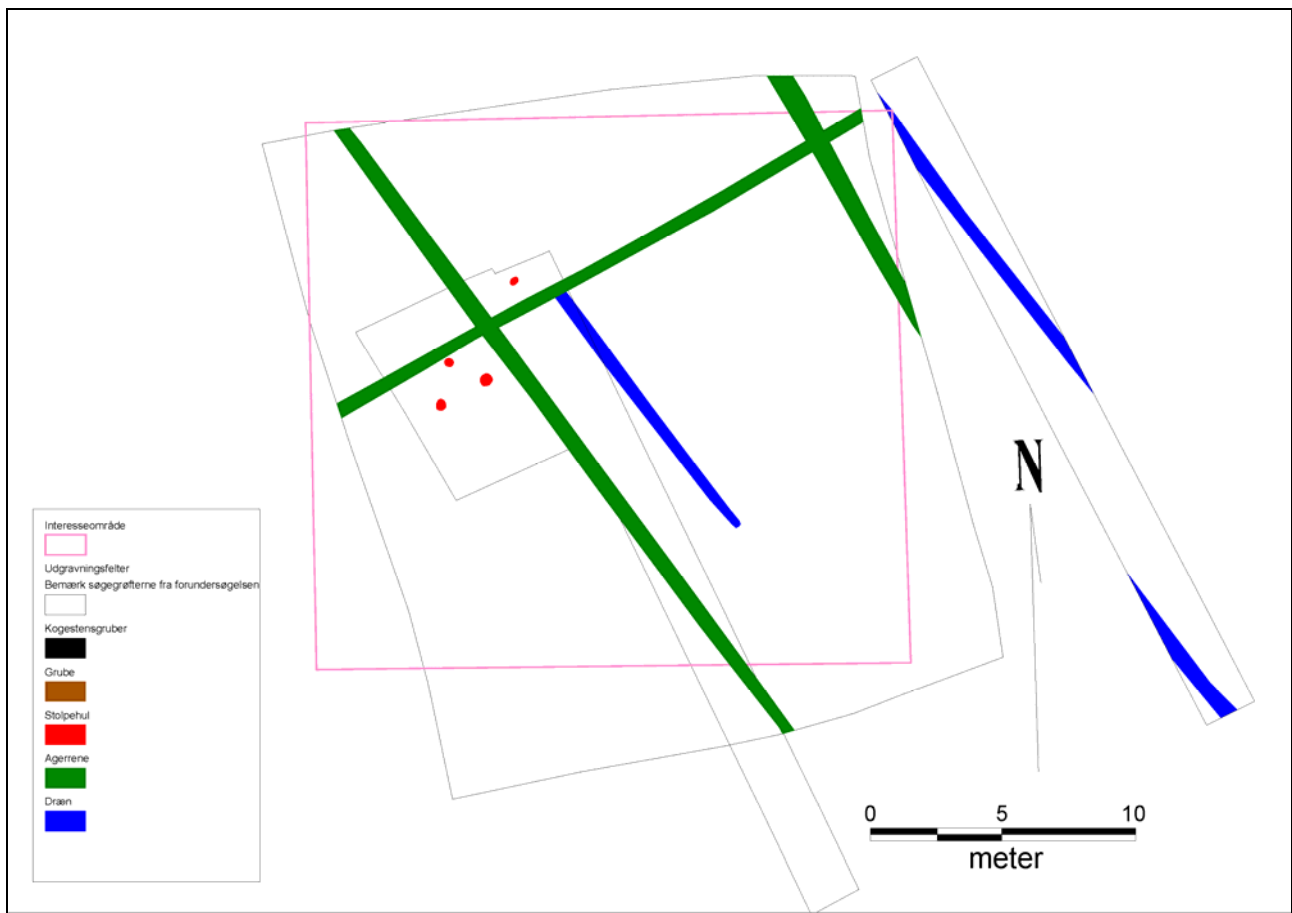 N
Interesseområde
Udgravningsfelter
Bemærk søgegrøfterne fra forundersøgelsen
Kogestensgruber
Grube
Stolpehul
Agerrene
Dræn
0 5 10
meter